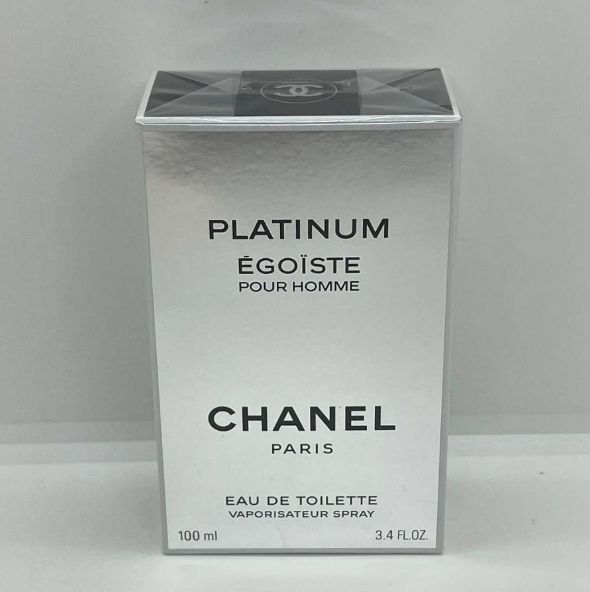 PLATINUM
ÉGOÏSTE
POUR HOMME
CHANEL
PARIS
EAU DE TOILETTE
VAPORISATEUR SPRAY
100 ml 3.4 FL.OZ.